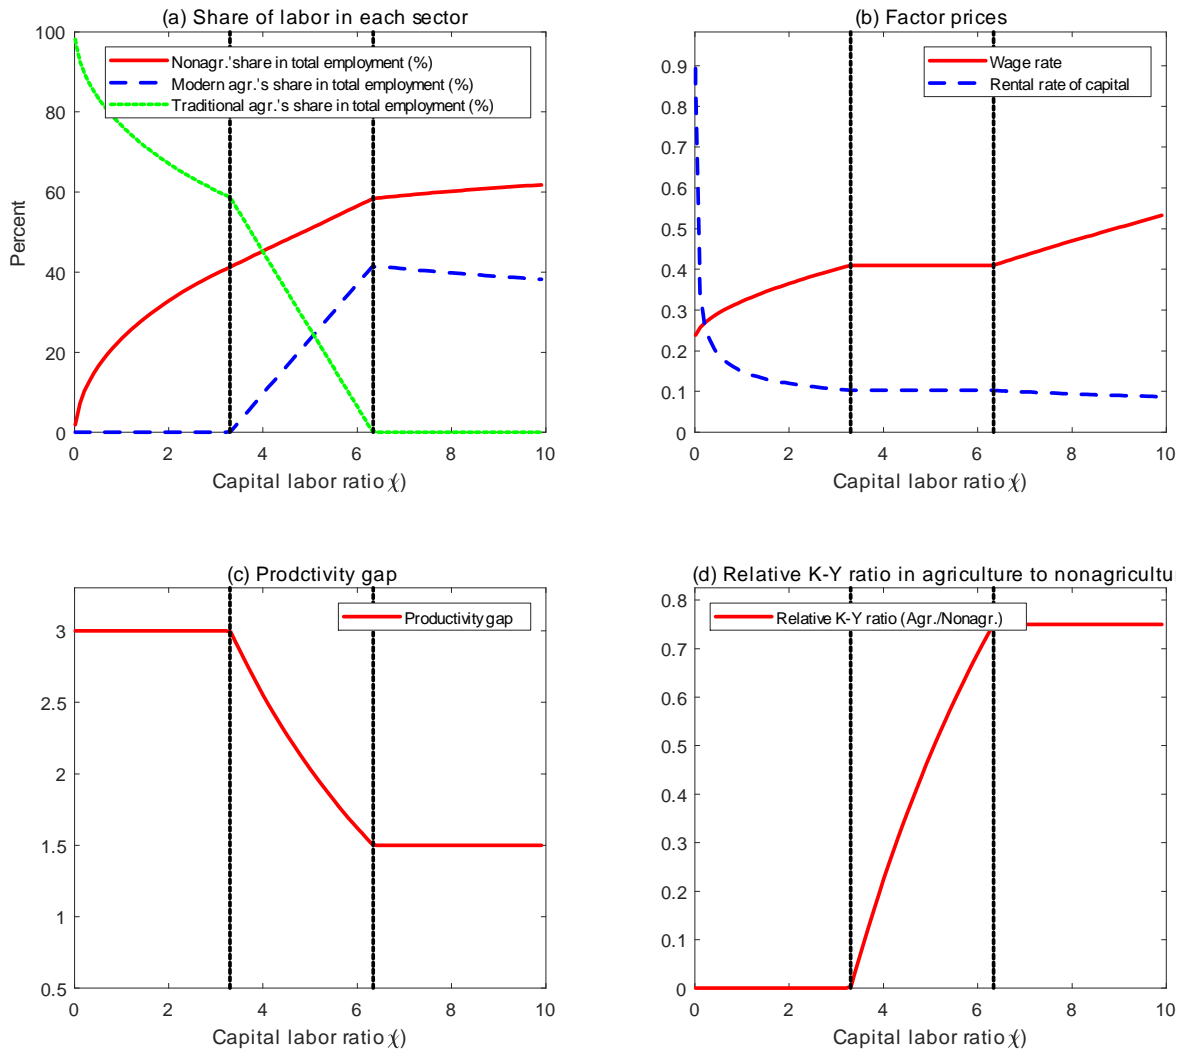 (a) Share of labor in each sector
Nonagr.'share in total employment (%)
Modern agr.'s share in total employment (%)
Traditional agr.'s share in total employment (%)
Percent
100
80
60
40
20
0
0 2 4 6 8 10
Capital labor ratio (χ)
(b) Factor prices
Wage rate
Rental rate of capital
0.9
0.8
0.7
0.6
0.5
0.4
0.3
0.2
0.1
0
0 2 4 6 8 10
Capital labor ratio (χ)
(c) Prodctivity gap
Productivity gap
3
2.5
2
1.5
1
0.5
0 2 4 6 8 10
Capital labor ratio (χ)
(d) Relative K-Y ratio in agriculture to nonagricultu
Relative K-Y ratio (Agr./Nonagr.)
0.8
0.7
0.6
0.5
0.4
0.3
0.2
0.1
0
0 2 4 6 8 10
Capital labor ratio (χ)